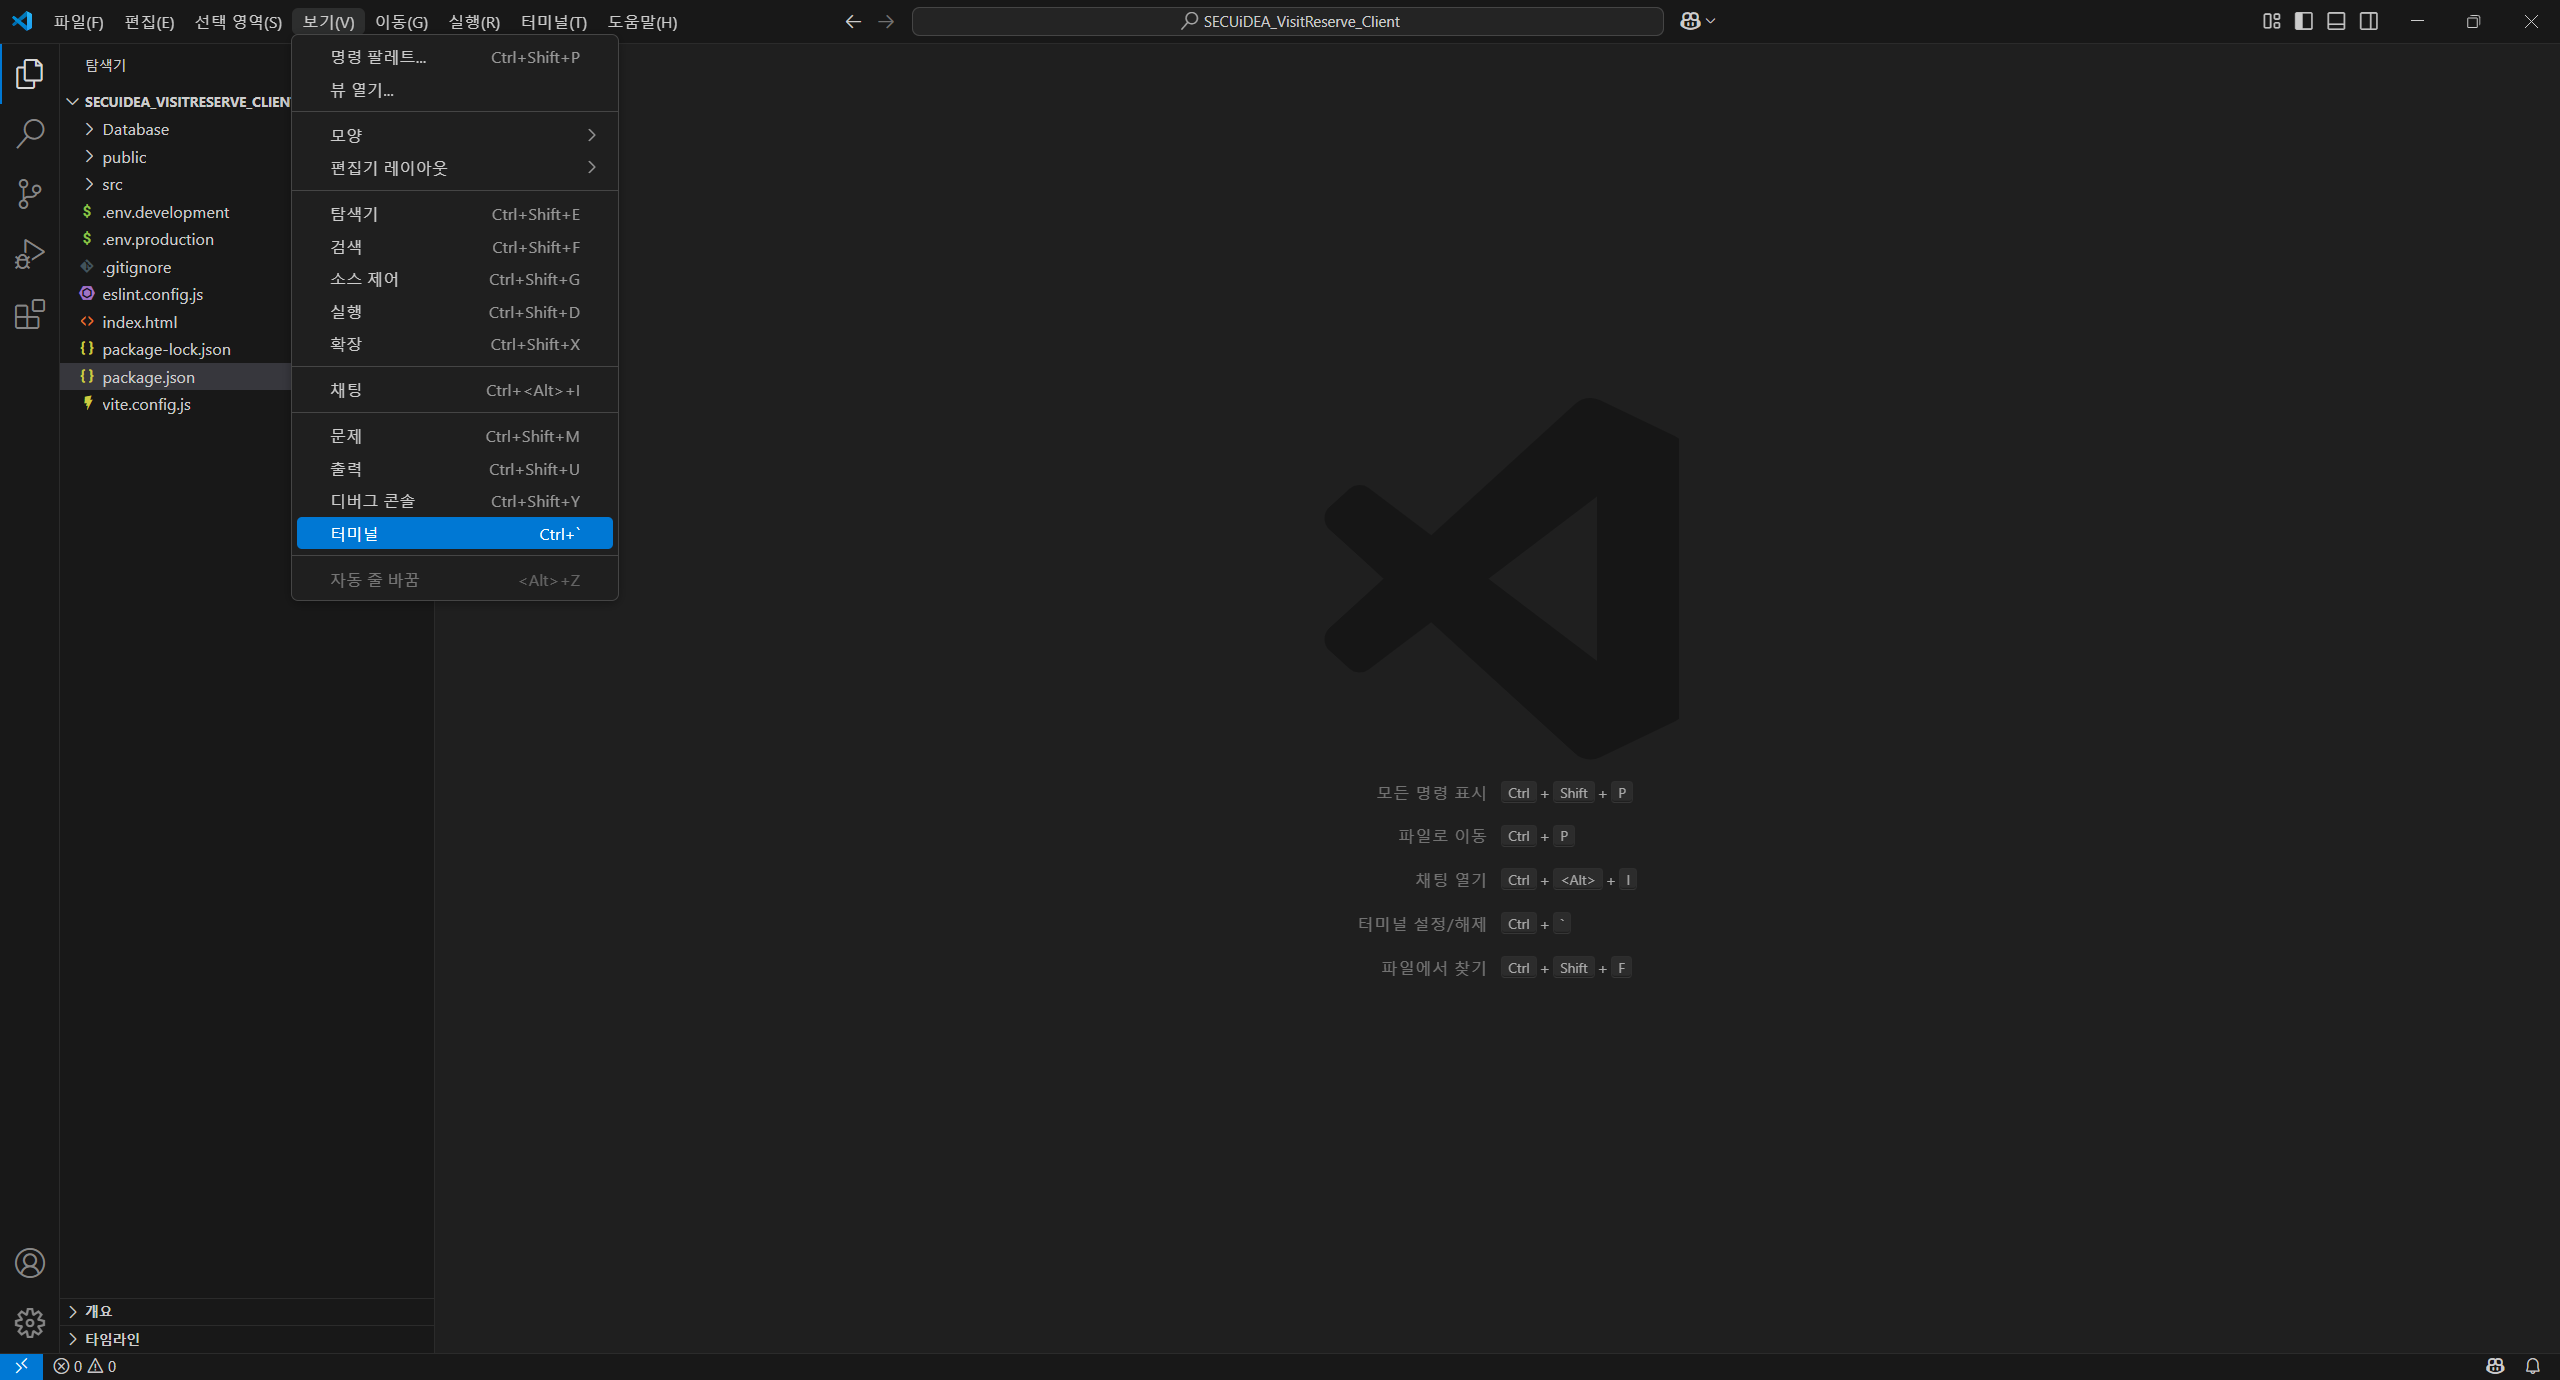 파일(F) 편집(E) 선택 영역(S) 보기(V) 이동(G) 실행(R) 터미널(T) 도움말(H) SECUiDEA_VisitReserve_Client
탐색기
SECUIDEA_VISITRESERVE_CLIEN
Database
public
src
.env.development
.env.production
.gitignore
eslint.config.js
index.html
package-lock.json
package.json
vite.config.js
명령 팔레트... Ctrl+Shift+P
뷰 열기...
모양
편집기 레이아웃
탐색기 Ctrl+Shift+E
검색 Ctrl+Shift+F
소스 제어 Ctrl+Shift+G
실행 Ctrl+Shift+D
확장 Ctrl+Shift+X
채팅 Ctrl+<Alt>+I
문제 Ctrl+Shift+M
출력 Ctrl+Shift+U
디버그 콘솔 Ctrl+Shift+Y
터미널 Ctrl+`
자동 줄 바꿈 <Alt>+Z
모든 명령 표시 Ctrl + Shift + P
파일로 이동 Ctrl + P
채팅 열기 Ctrl + <Alt> + I
터미널 설정/해제 Ctrl + `
파일에서 찾기 Ctrl + Shift + F
개요
타임라인
0 0